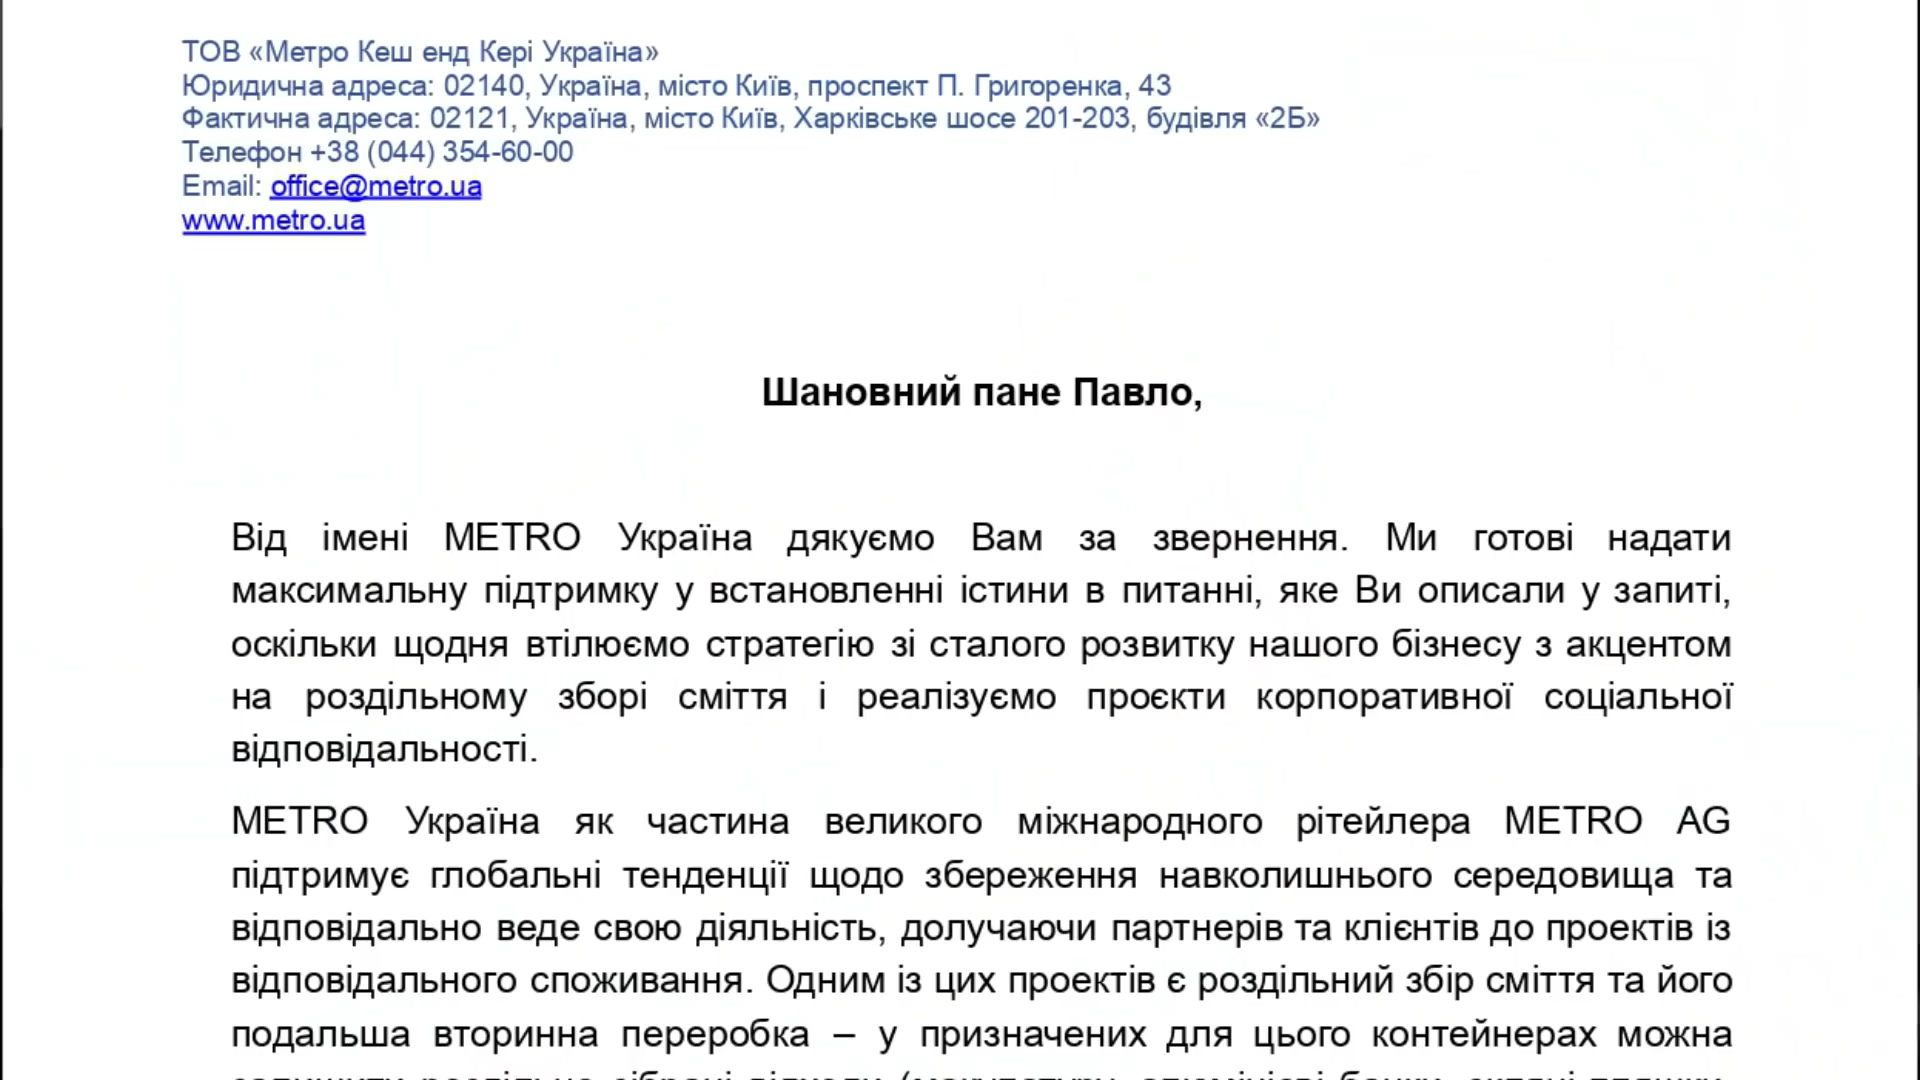 ТОВ «Метро Кеш енд Кері Україна»
Юридична адреса: 02140, Україна, місто Київ, проспект П. Григоренка, 43
Фактична адреса: 02121, Україна, місто Київ, Харківське шосе 201-203, будівля «2Б»
Телефон +38 (044) 354-60-00
Email: office@metro.ua
www.metro.ua
Шановний пане Павло,
Від імені METRO Україна дякуємо Вам за звернення. Ми готові надати
максимальну підтримку у встановленні істини в питанні, яке Ви описали у запиті,
оскільки щодня втілюємо стратегію зі сталого розвитку нашого бізнесу з акцентом
на роздільному зборі сміття і реалізуємо проєкти корпоративної соціальної
відповідальності.
METRO Україна як частина великого міжнародного рітейлера METRO AG
підтримує глобальні тенденції щодо збереження навколишнього середовища та
відповідально веде свою діяльність, долучаючи партнерів та клієнтів до проектів із
відповідального споживання. Одним із цих проектів є роздільний збір сміття та його
подальша вторинна переробка – у призначених для цього контейнерах можна